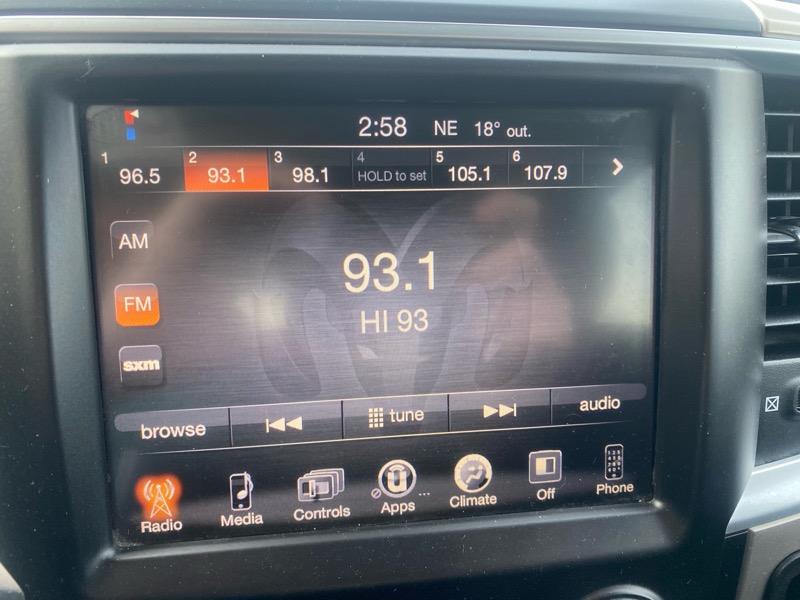 2:58 NE 18° out.
1 96.5 2 93.1 3 98.1 4 HOLD to set 5 105.1 6 107.9
AM
93.1
FM
HI 93
sxm
browse tune audio
Radio Media Controls Apps ... Climate Off Phone